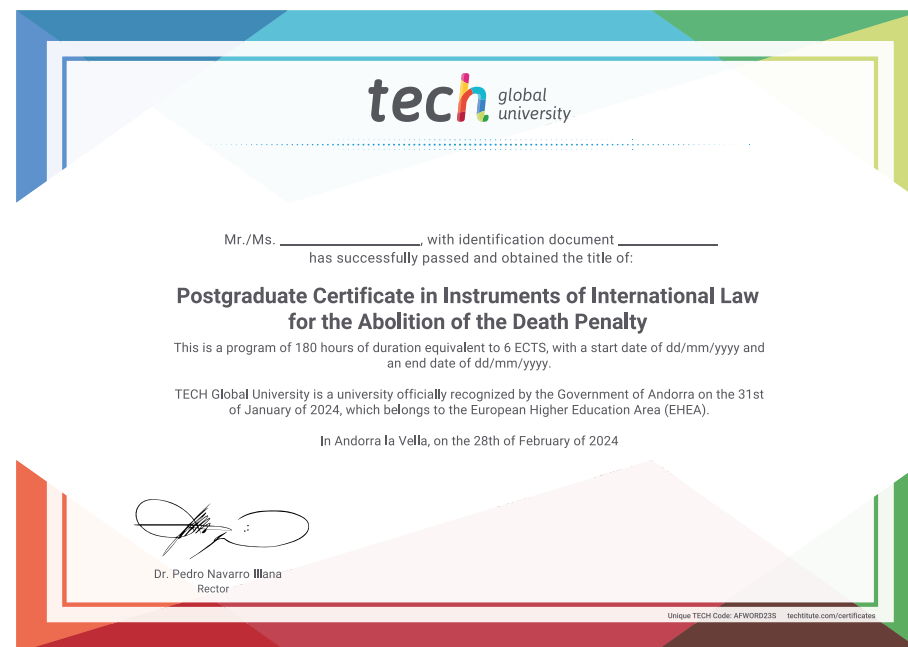 tech global university
Mr./Ms. ____________, with identification document ____________
has successfully passed and obtained the title of:
Postgraduate Certificate in Instruments of International Law
for the Abolition of the Death Penalty
This is a program of 180 hours of duration equivalent to 6 ECTS, with a start date of dd/mm/yyyy and
an end date of dd/mm/yyyy.
TECH Global University is a university officially recognized by the Government of Andorra on the 31st
of January of 2024, which belongs to the European Higher Education Area (EHEA).
In Andorra la Vella, on the 28th of February of 2024
Dr. Pedro Navarro Illana
Rector
Unique TECH Code: AFWORD23S techtitute.com/certificates